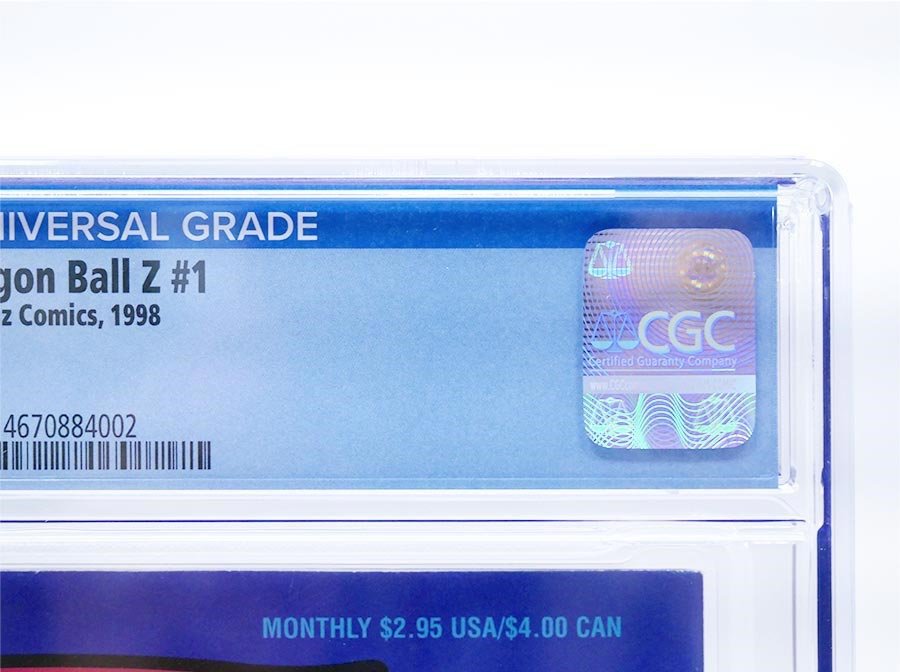 NIVERSAL GRADE
gon Ball Z #1
z Comics, 1998
CGC
Certified Guaranty Company
4670884002
MONTHLY $2.95 USA/$4.00 CAN